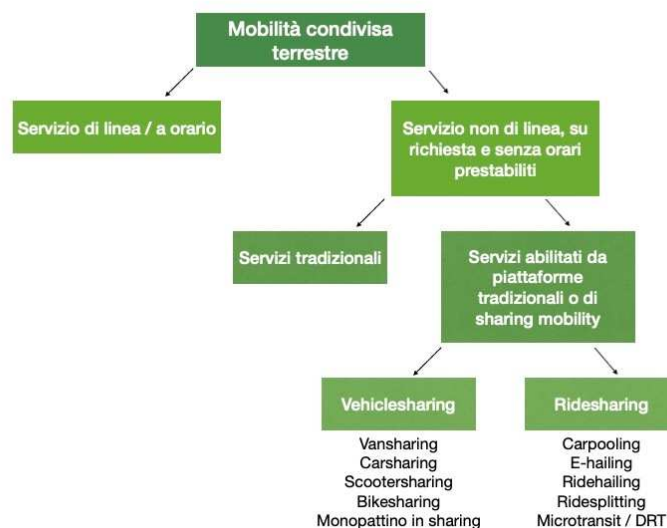 Mobilità condivisa
terrestre
Servizio di linea / a orario
Servizio non di linea, su
richiesta e senza orari
prestabiliti
Servizi tradizionali
Servizi abilitati da
piattaforme
tradizionali o di
sharing mobility
Vehiclesharing
Vansharing
Carsharing
Scootersharing
Bikesharing
Monopattino in sharing
Ridesharing
Carpooling
E-hailing
Ridehailing
Ridesplitting
Microtransit / DRT